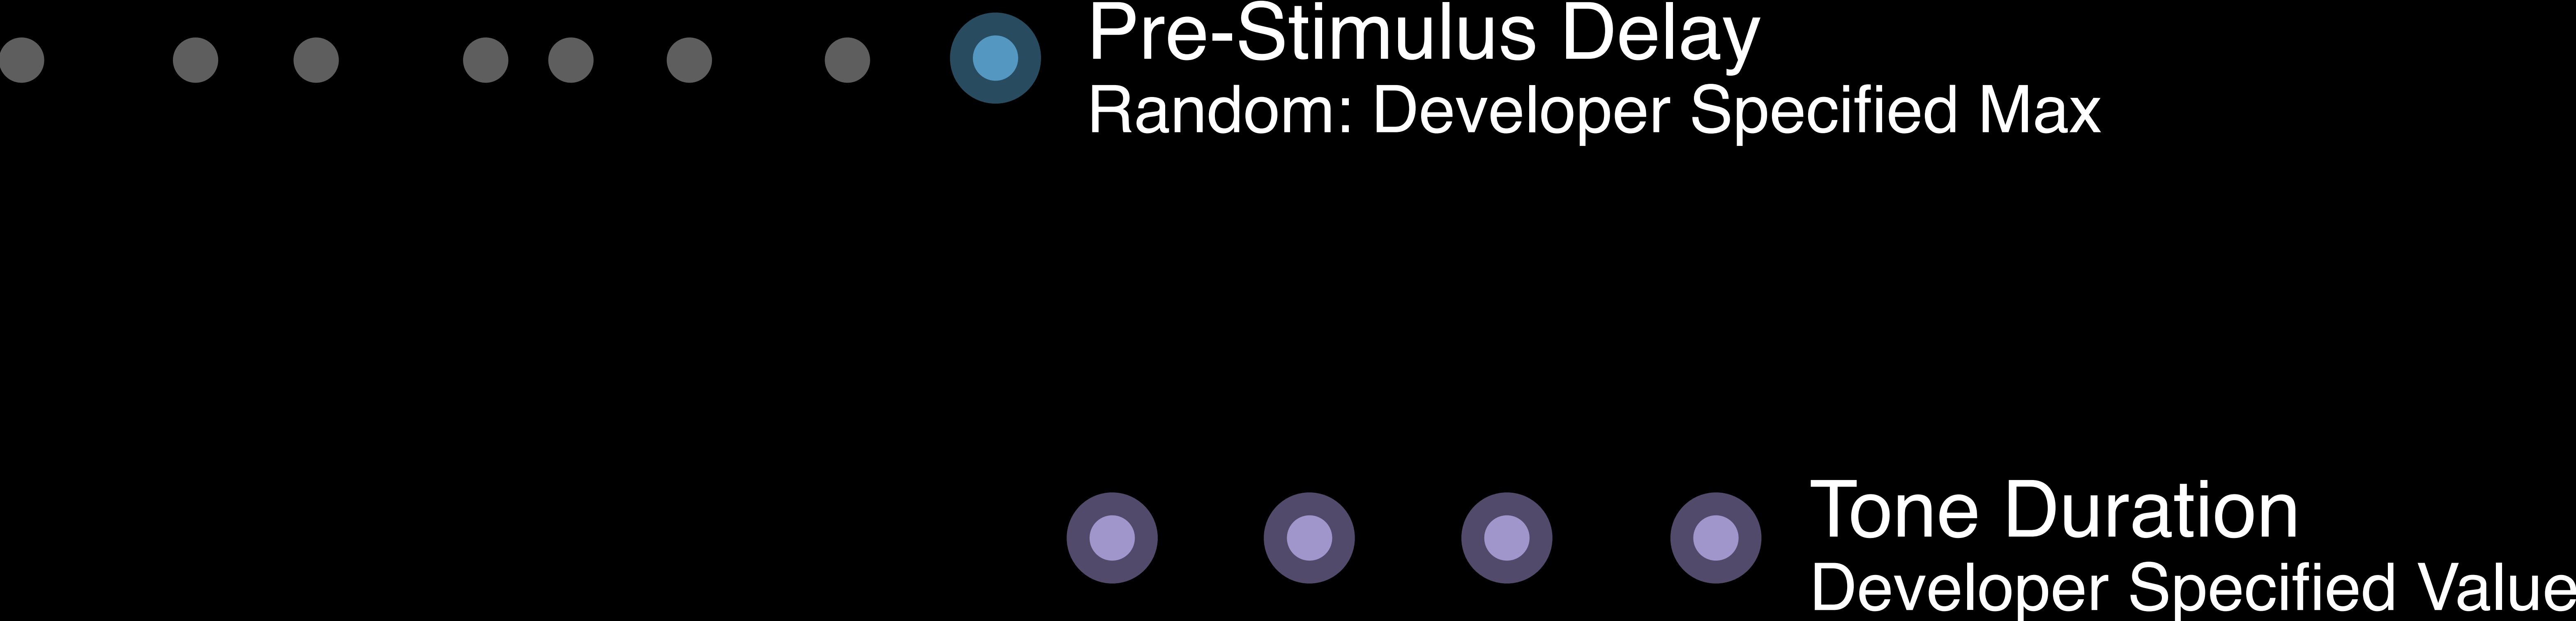 Pre-Stimulus Delay
Random: Developer Specified Max
Tone Duration
Developer Specified Value